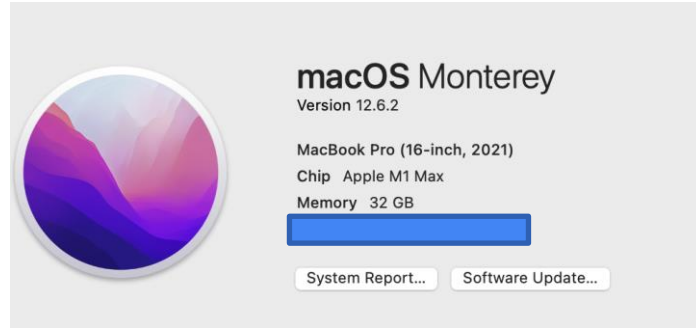 macOS Monterey
Version 12.6.2
MacBook Pro (16-inch, 2021)
Chip Apple M1 Max
Memory 32 GB
System Report... Software Update...